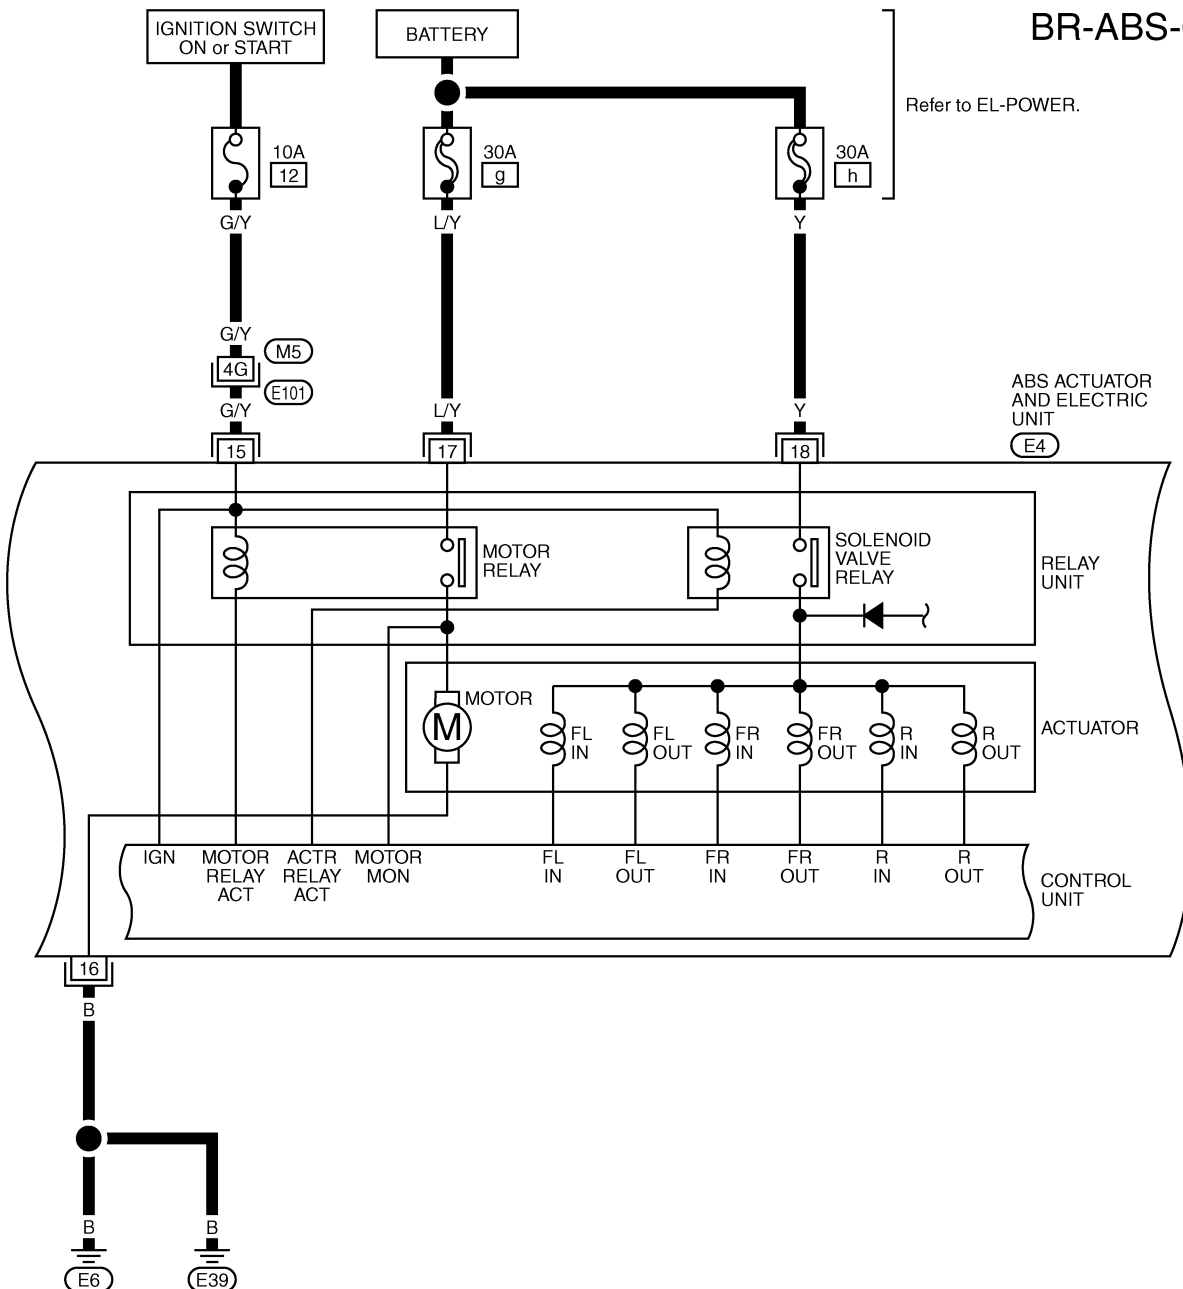 BR-ABS-
IGNITION SWITCH
ON or START
BATTERY
Refer to EL-POWER.
10A
12
30A
g
30A
h
G/Y
L/Y
Y
G/Y
M5
4G
E101
G/Y
L/Y
Y
ABS ACTUATOR
AND ELECTRIC
UNIT
E4
15
17
18
MOTOR
RELAY
SOLENOID
VALVE
RELAY
RELAY
UNIT
MOTOR
M
FL
IN
FL
OUT
FR
IN
FR
OUT
R
IN
R
OUT
ACTUATOR
IGN
MOTOR
RELAY
ACT
ACTR
RELAY
ACT
MOTOR
MON
FL
IN
FL
OUT
FR
IN
FR
OUT
R
IN
R
OUT
CONTROL
UNIT
16
B
B
B
E6
E39